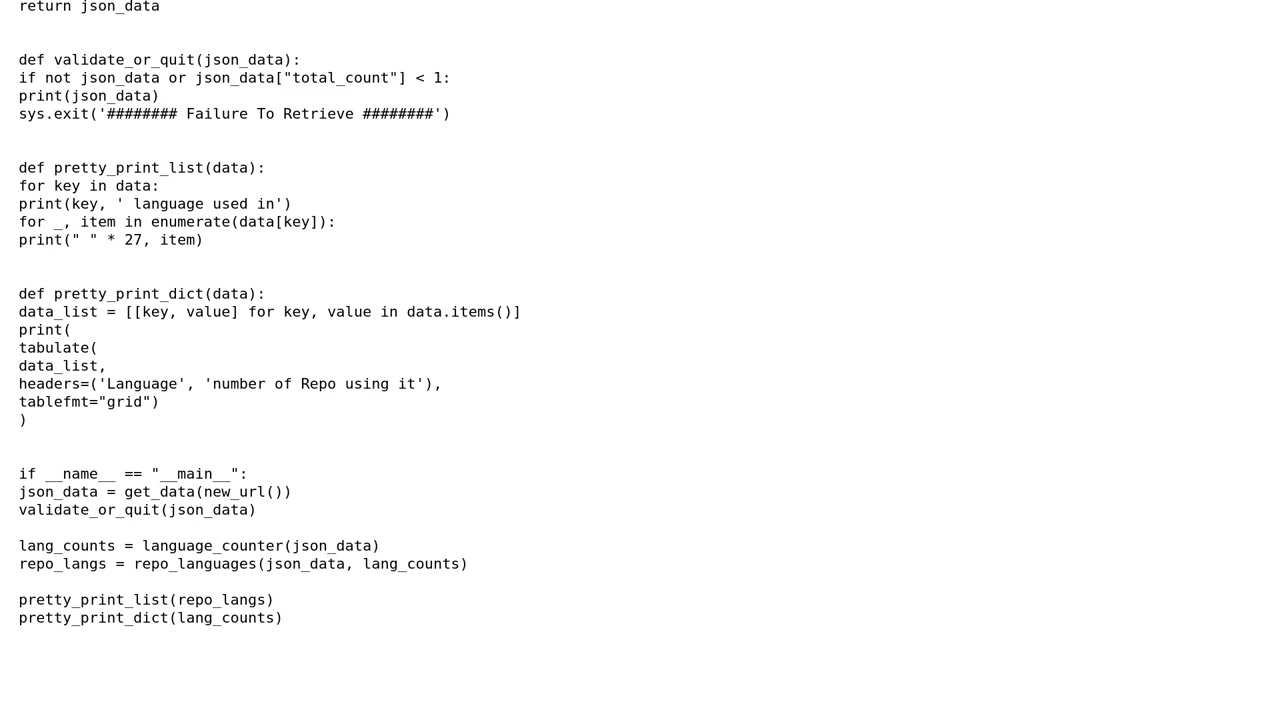 return json_data
def validate_or_quit(json_data):
if not json_data or json_data["total_count"] < 1:
print(json_data)
sys.exit('######## Failure To Retrieve ########')
def pretty_print_list(data):
for key in data:
print(key, ' language used in')
for _, item in enumerate(data[key]):
print(" " * 27, item)
def pretty_print_dict(data):
data_list = [[key, value] for key, value in data.items()]
print(
tabulate(
data_list,
headers=('Language', 'number of Repo using it'),
tablefmt="grid")
)
if __name__ == "__main__":
json_data = get_data(new_url())
validate_or_quit(json_data)
lang_counts = language_counter(json_data)
repo_langs = repo_languages(json_data, lang_counts)
pretty_print_list(repo_langs)
pretty_print_dict(lang_counts)